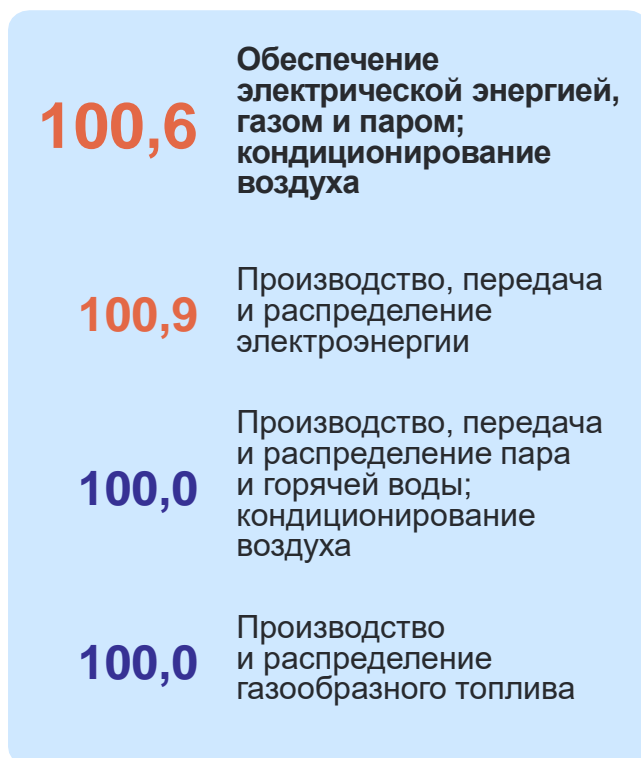 100,6
Обеспечение
электрической энергией,
газом и паром;
кондиционирование
воздуха
100,9
Производство, передача
и распределение
электроэнергии
100,0
Производство, передача
и распределение пара
и горячей воды;
кондиционирование
воздуха
100,0
Производство
и распределение
газообразного топлива